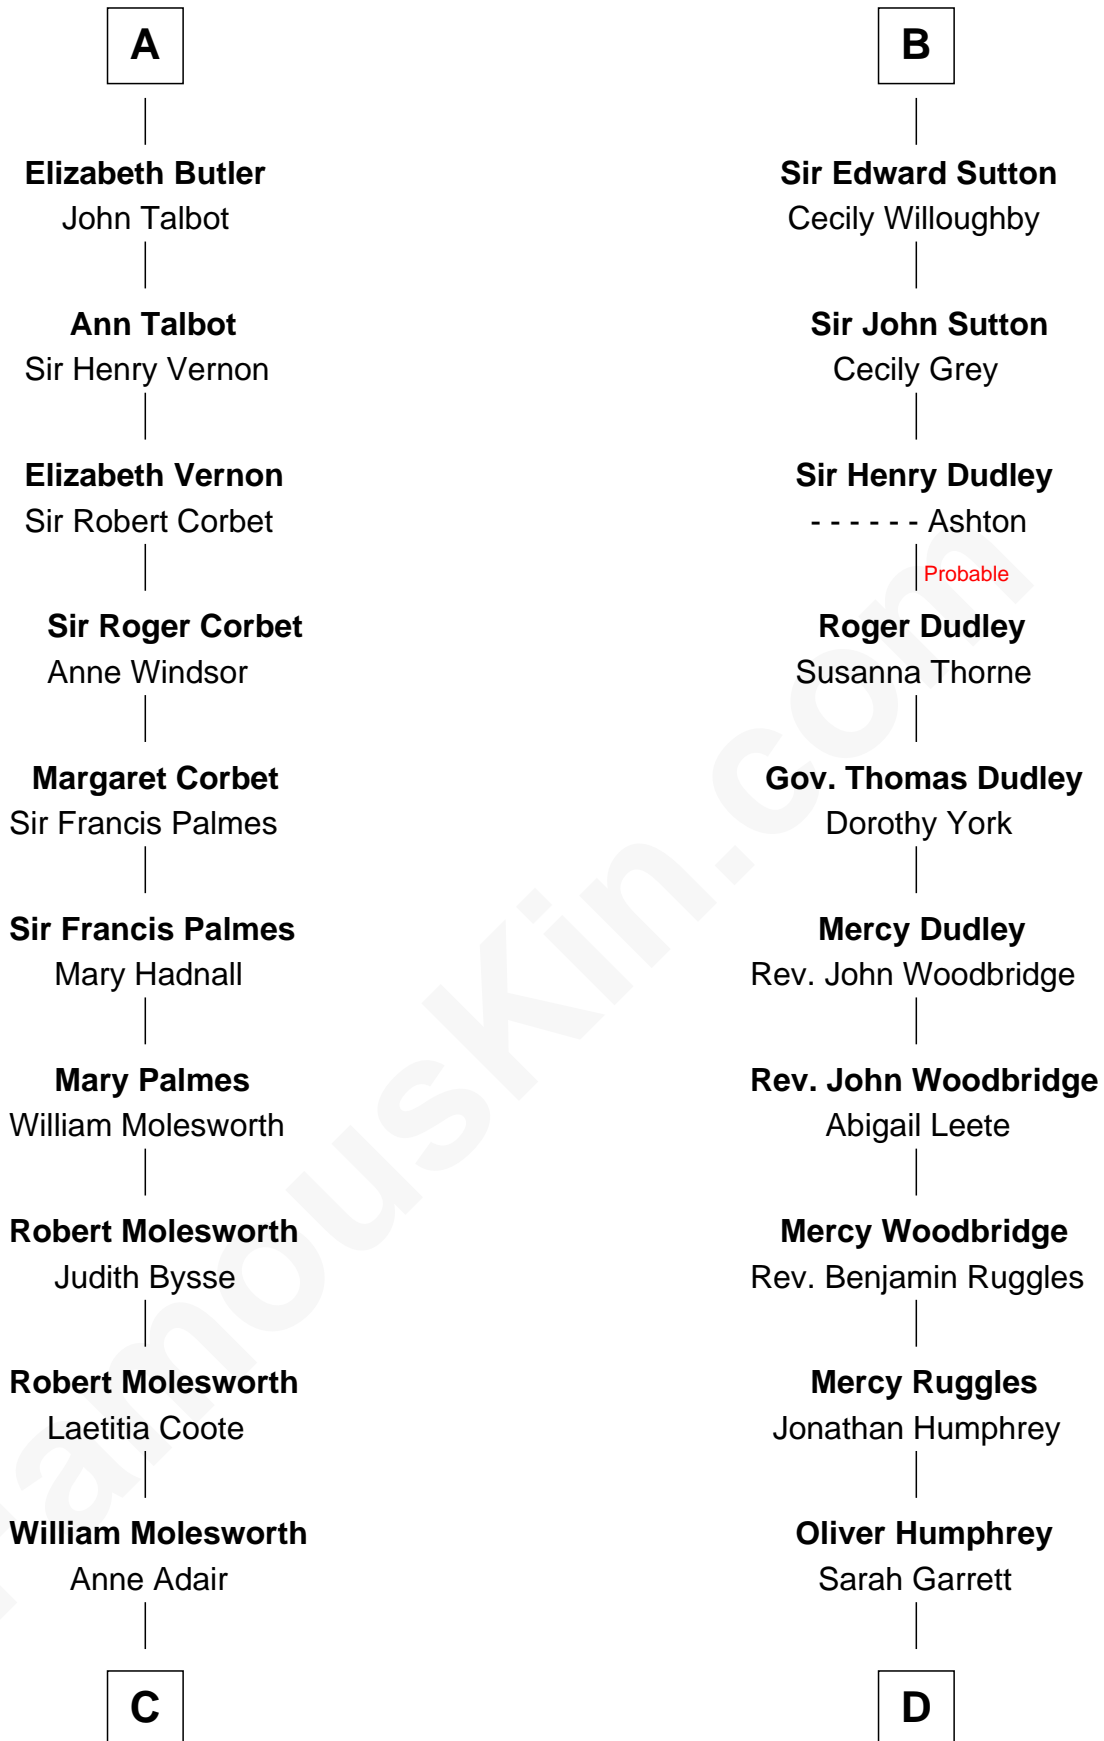 A
Elizabeth Butler
John Talbot
Ann Talbot
Sir Henry Vernon
Elizabeth Vernon
Sir Robert Corbet
Sir Roger Corbet
Anne Windsor
Margaret Corbet
Sir Francis Palmes
Sir Francis Palmes
Mary Hadnall
Mary Palmes
William Molesworth
Robert Molesworth
Judith Bysse
Robert Molesworth
Laetitia Coote
William Molesworth
Anne Adair
C
B
Sir Edward Sutton
Cecily Willoughby
Sir John Sutton
Cecily Grey
Sir Henry Dudley
- - - - - - Ashton
Probable
Roger Dudley
Susanna Thorne
Gov. Thomas Dudley
Dorothy York
Mercy Dudley
Rev. John Woodbridge
Rev. John Woodbridge
Abigail Leete
Mercy Woodbridge
Rev. Benjamin Ruggles
Mercy Ruggles
Jonathan Humphrey
Oliver Humphrey
Sarah Garrett
D
FamousKin.com